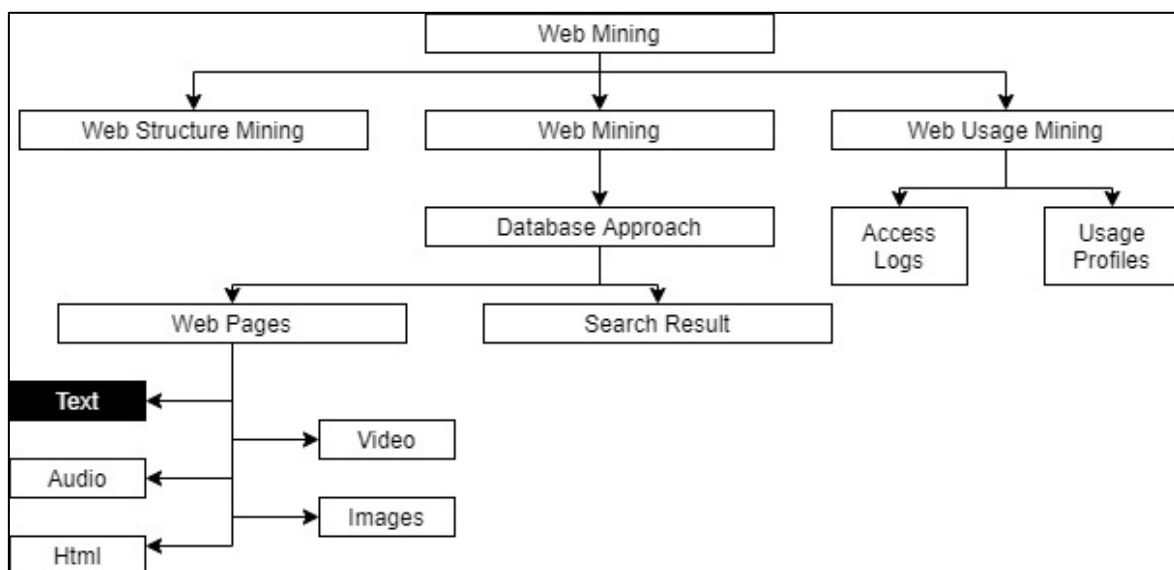 Web Mining
Web Structure Mining
Web Mining
Web Usage Mining
Database Approach
Access
Logs
Usage
Profiles
Web Pages
Search Result
Text
Video
Audio
Images
Html